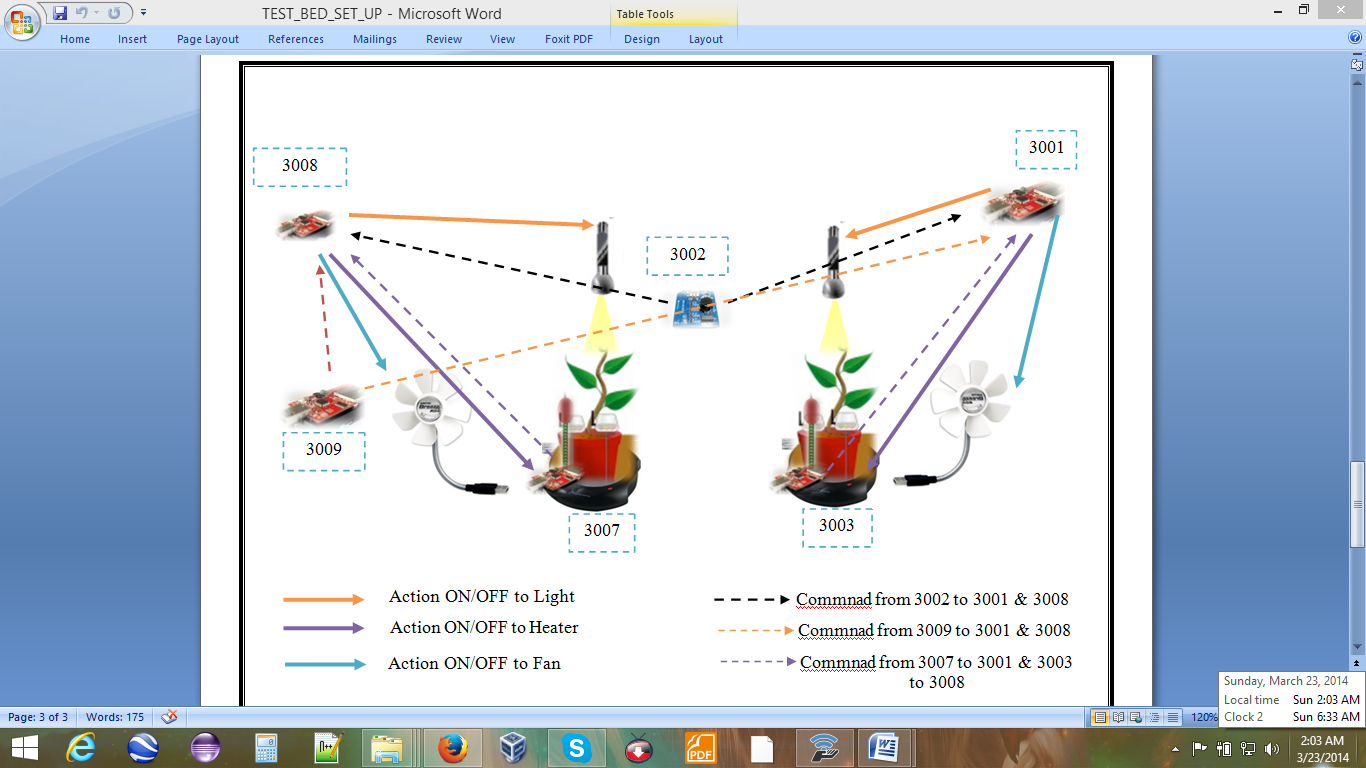 TEST_BED_SET_UP - Microsoft Word
Table Tools
Home Insert Page Layout References Mailings Review View Foxit PDF Design Layout
3008
3001
3002
3009
3007
3003
Action ON/OFF to Light
Action ON/OFF to Heater
Action ON/OFF to Fan
Commnad from 3002 to 3001 & 3008
Commnad from 3009 to 3001 & 3008
Commnad from 3007 to 3001 & 3003
to 3008
Sunday, March 23, 2014
Local time Sun 2:03 AM
Clock 2 Sun 6:33 AM
Page: 3 of 3 Words: 175 120%
PDF
2:03 AM
3/23/2014